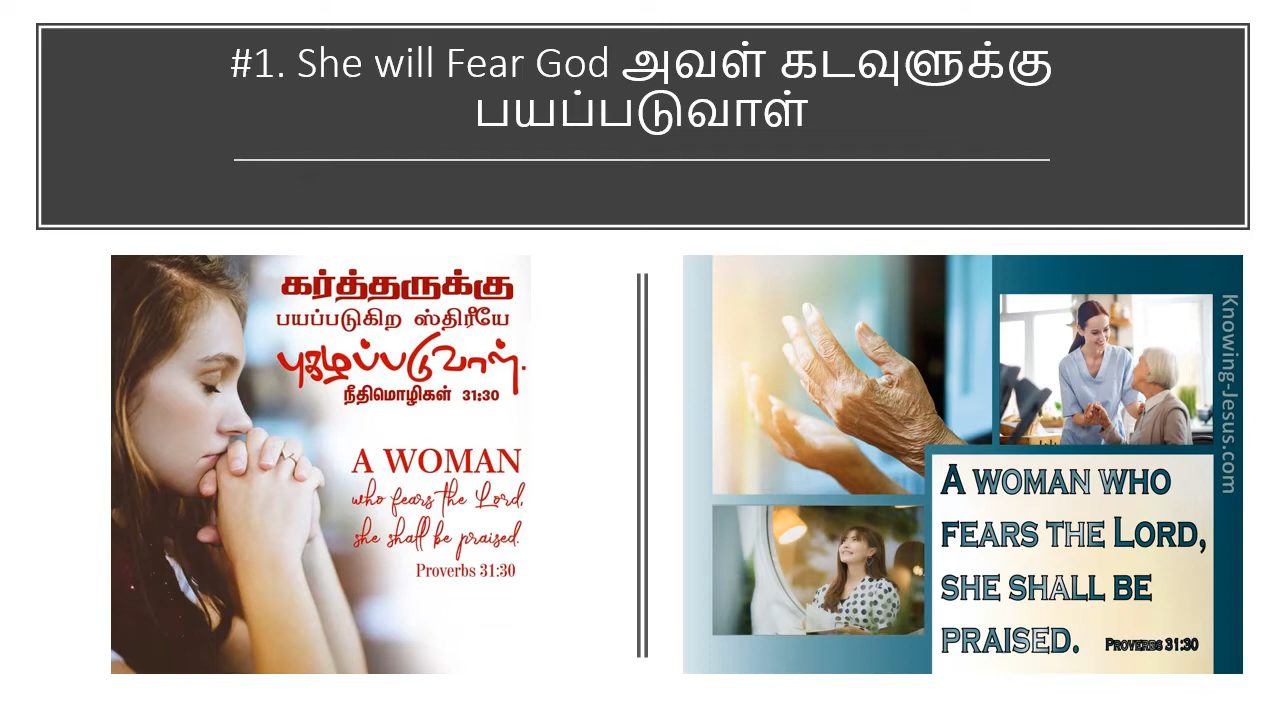 #1. She will Fear God அவள் கடவுளுக்கு
பயப்படுவாள்
கர்த்தருக்கு
பயப்படுகிற ஸ்திரீயே
புகழப்படுவாள்.
நீதிமொழிகள் 31:30
A WOMAN
who fears the Lord,
she shall be praised.
Proverbs 31:30
Knowing-Jesus.com
A WOMAN WHO
FEARS THE LORD,
SHE SHALL BE
PRAISED. PROVERBS 31:30